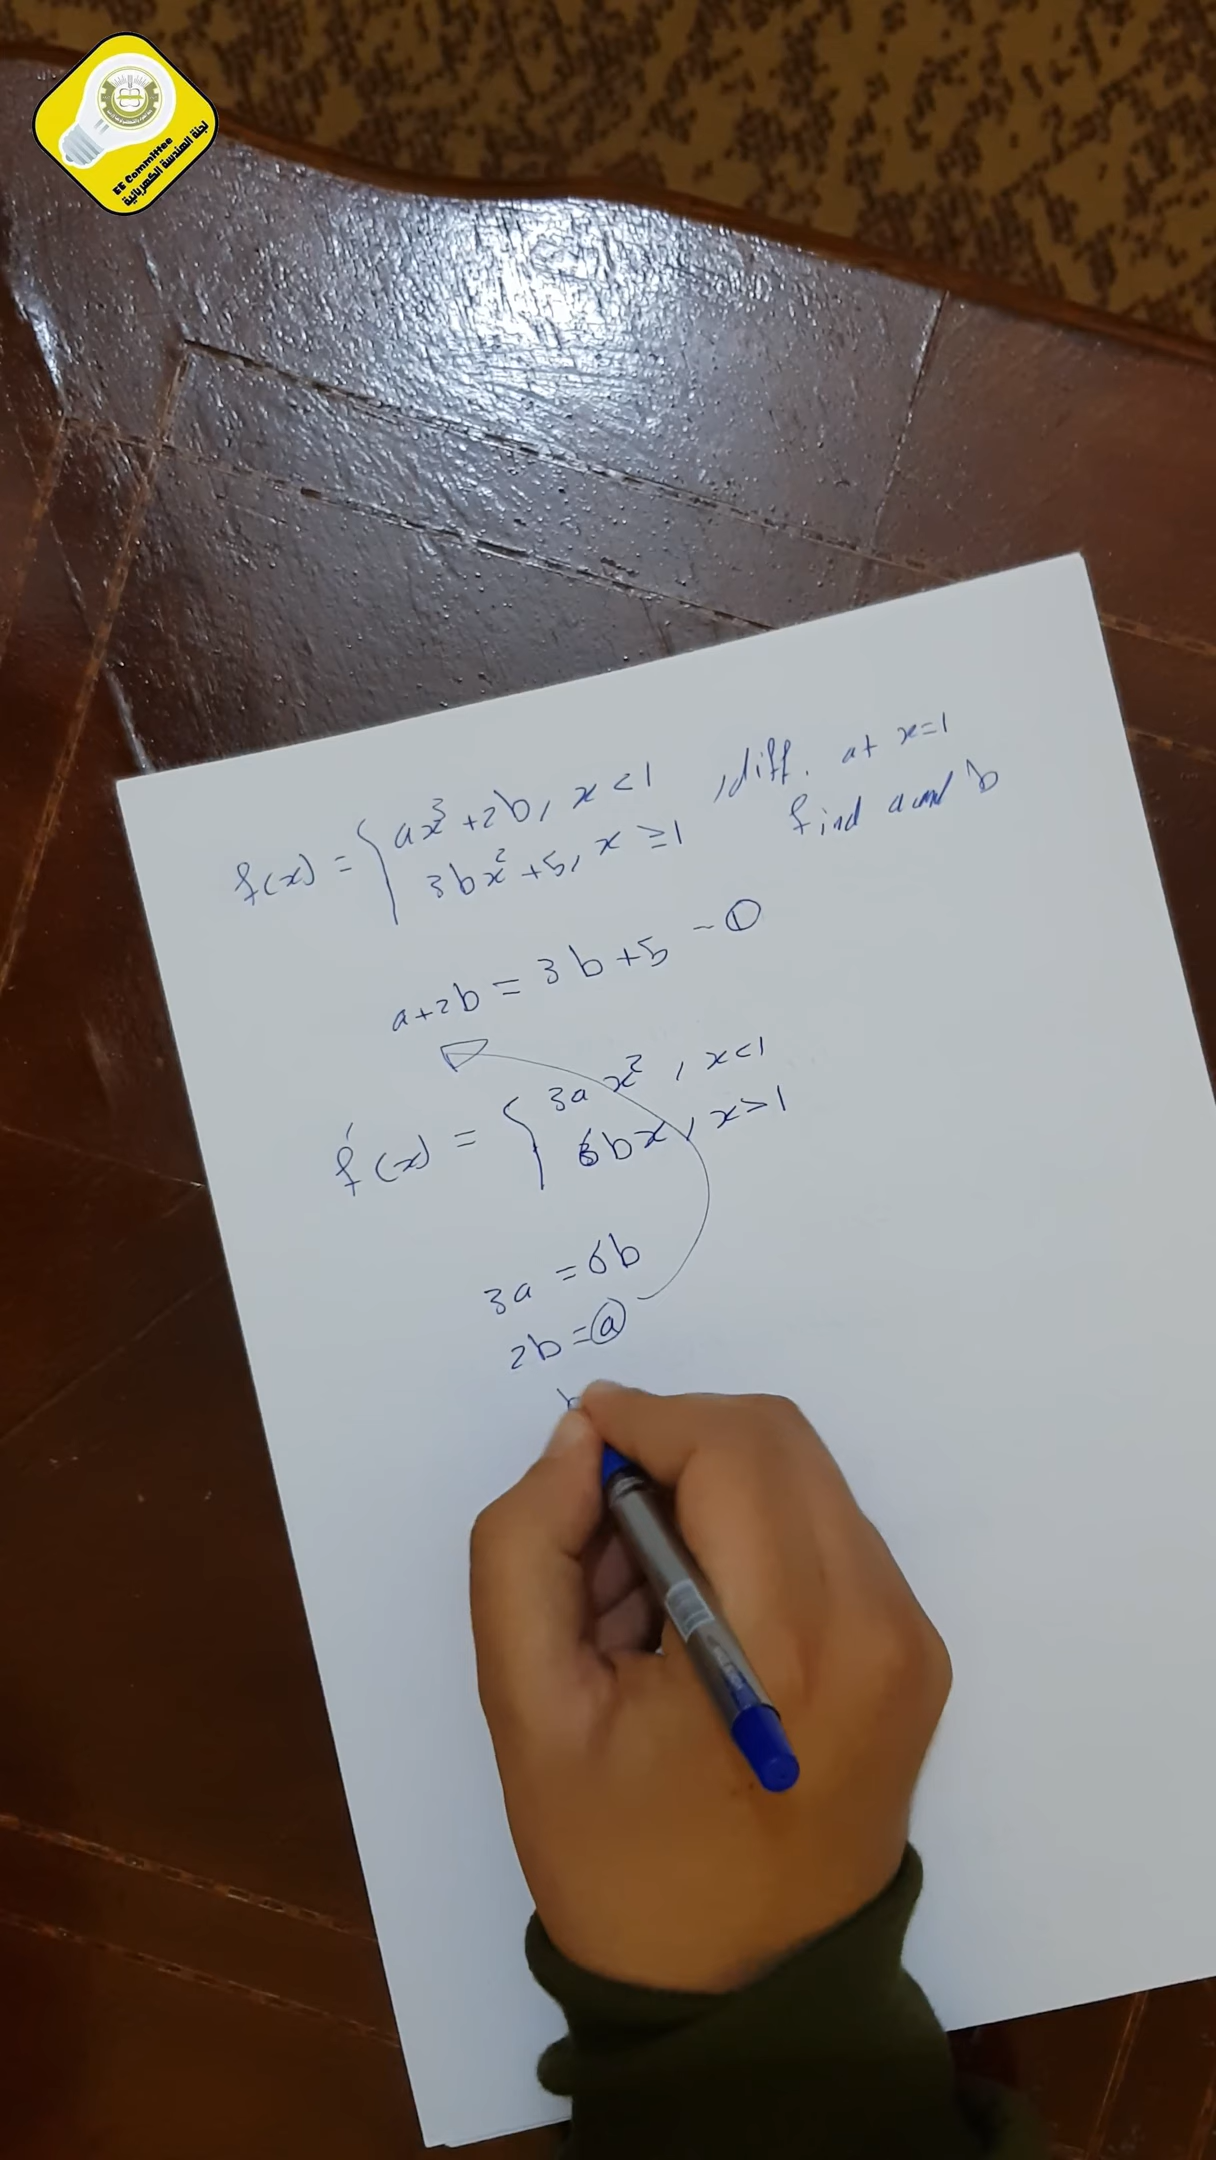 EE Committee
لجنة الهندسة الكهربائية
f(x) = { ax³ + 2b, x < 1 , diff. at x = 1
3bx² + 5, x ≥ 1 find a and b
a + 2b = 3b + 5 - ①
f'(x) = { 3a x², x < 1
6bx, x > 1
3a = 6b
2b = a
b